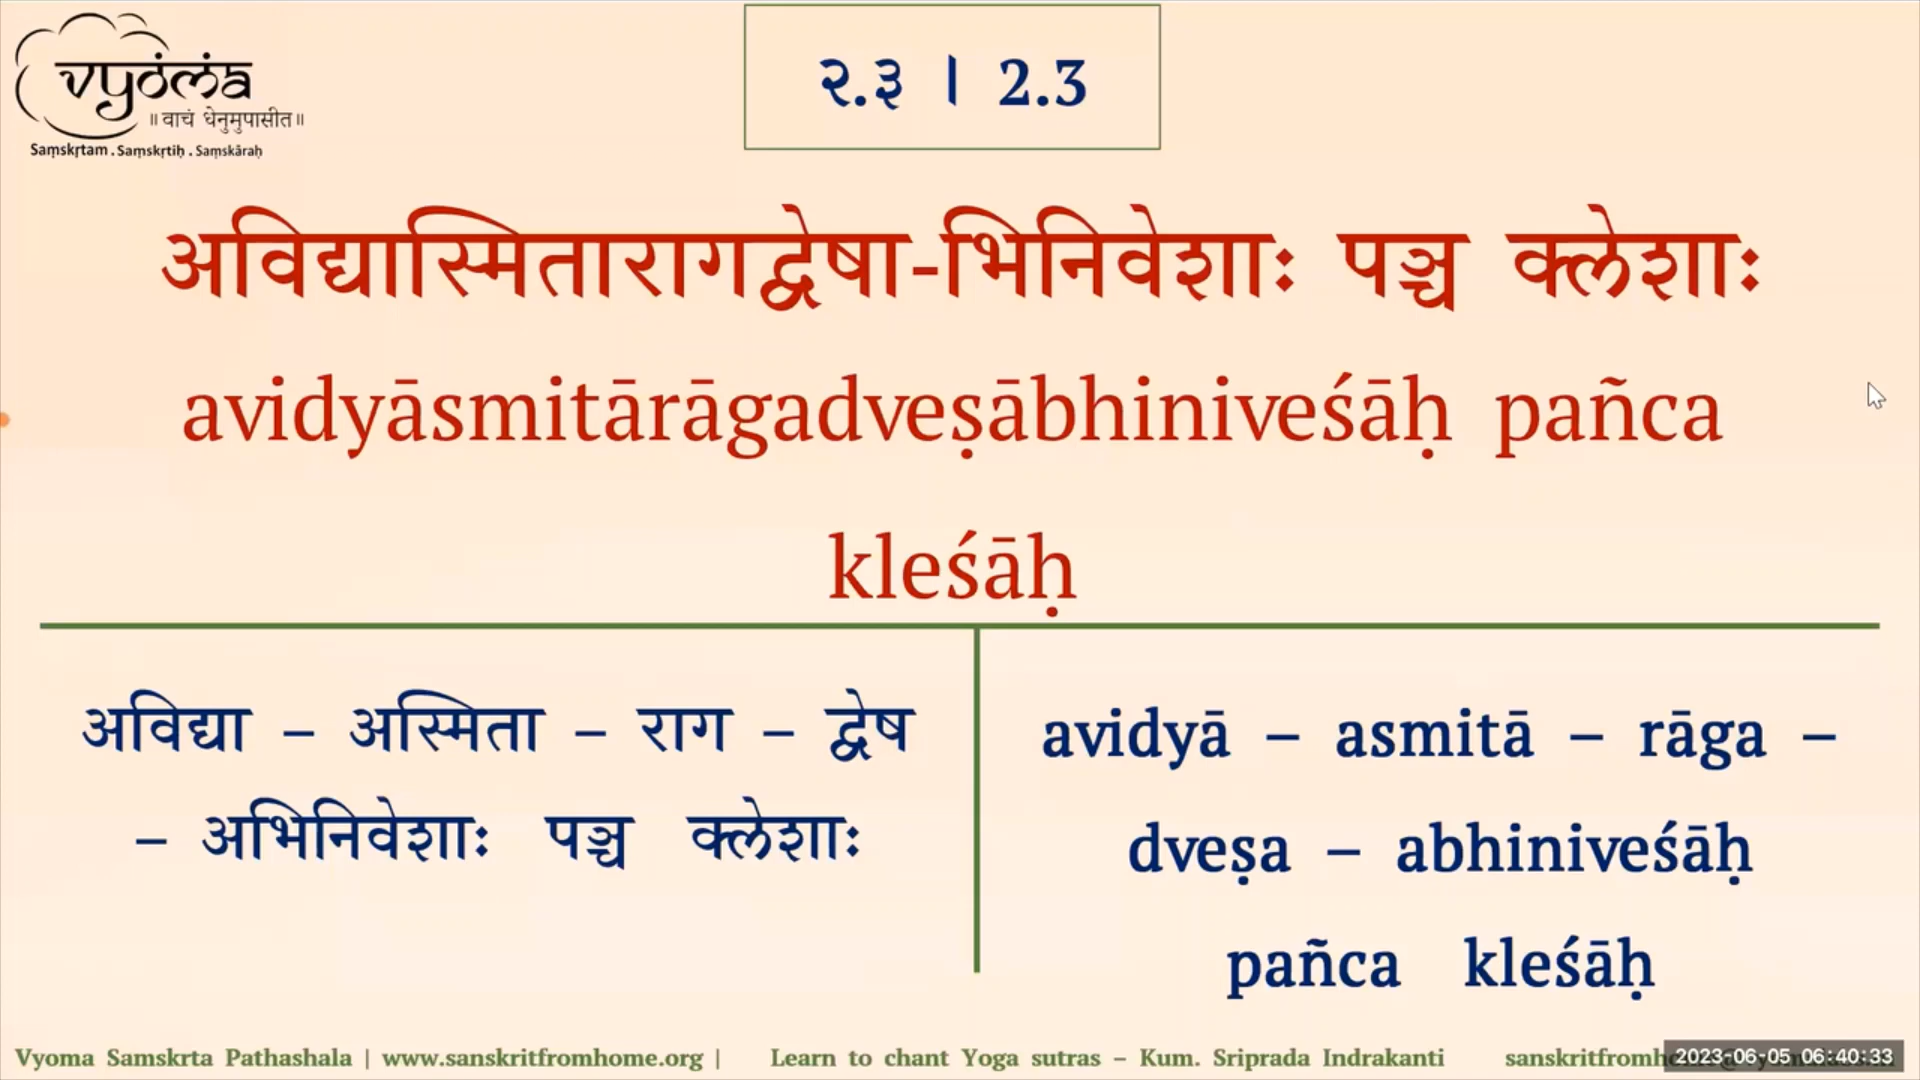 vyoma
॥वाचं धेनुमुपासीत॥
Saṃskṛtam . Saṃskṛtiḥ . Saṃskāraḥ
२.३ । 2.3
अविद्यास्मितारागद्वेषा-भिनिवेशाः पञ्च क्लेशाः
avidyāsmitārāgadveṣābhiniveśāḥ pañca
kleśāḥ
अविद्या – अस्मिता – राग – द्वेष
– अभिनिवेशाः पञ्च क्लेशाः
avidyā – asmitā – rāga –
dveṣa – abhiniveśāḥ
pañca kleśāḥ
Vyoma Samskrta Pathashala | www.sanskritfromhome.org | Learn to chant Yoga sutras – Kum. Sriprada Indrakanti
2023-06-05 06:40:33